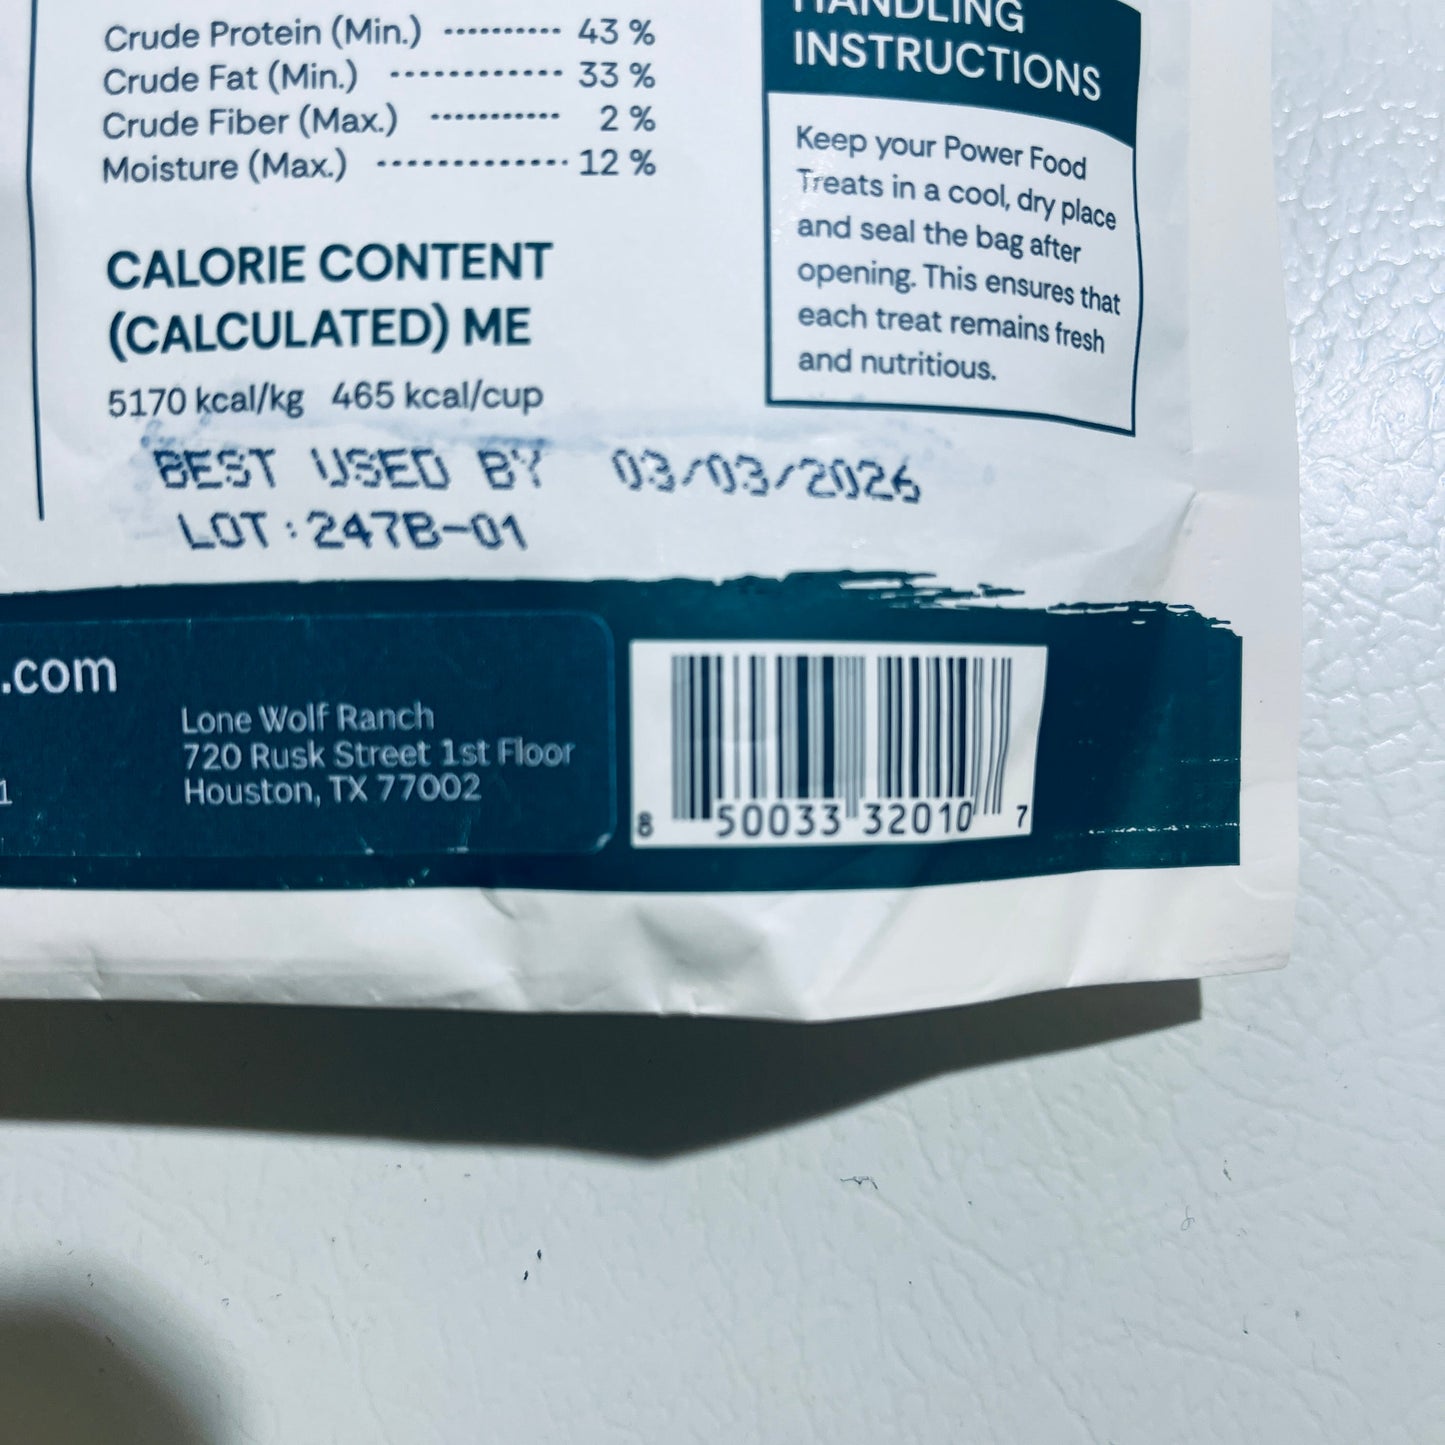 Crude Protein (Min.) ---------- 43 %
Crude Fat (Min.) ------------- 33 %
Crude Fiber (Max.) ---------- 2 %
Moisture (Max.) -------------- 12 %
CALORIE CONTENT
(CALCULATED) ME
5170 kcal/kg 465 kcal/cup
HANDLING
INSTRUCTIONS
Keep your Power Food
Treats in a cool, dry place
and seal the bag after
opening. This ensures that
each treat remains fresh
and nutritious.
BEST USED BY 03/03/2026
LOT:247B-01
.com
1
Lone Wolf Ranch
720 Rusk Street 1st Floor
Houston, TX 77002
8 50033 32010 7